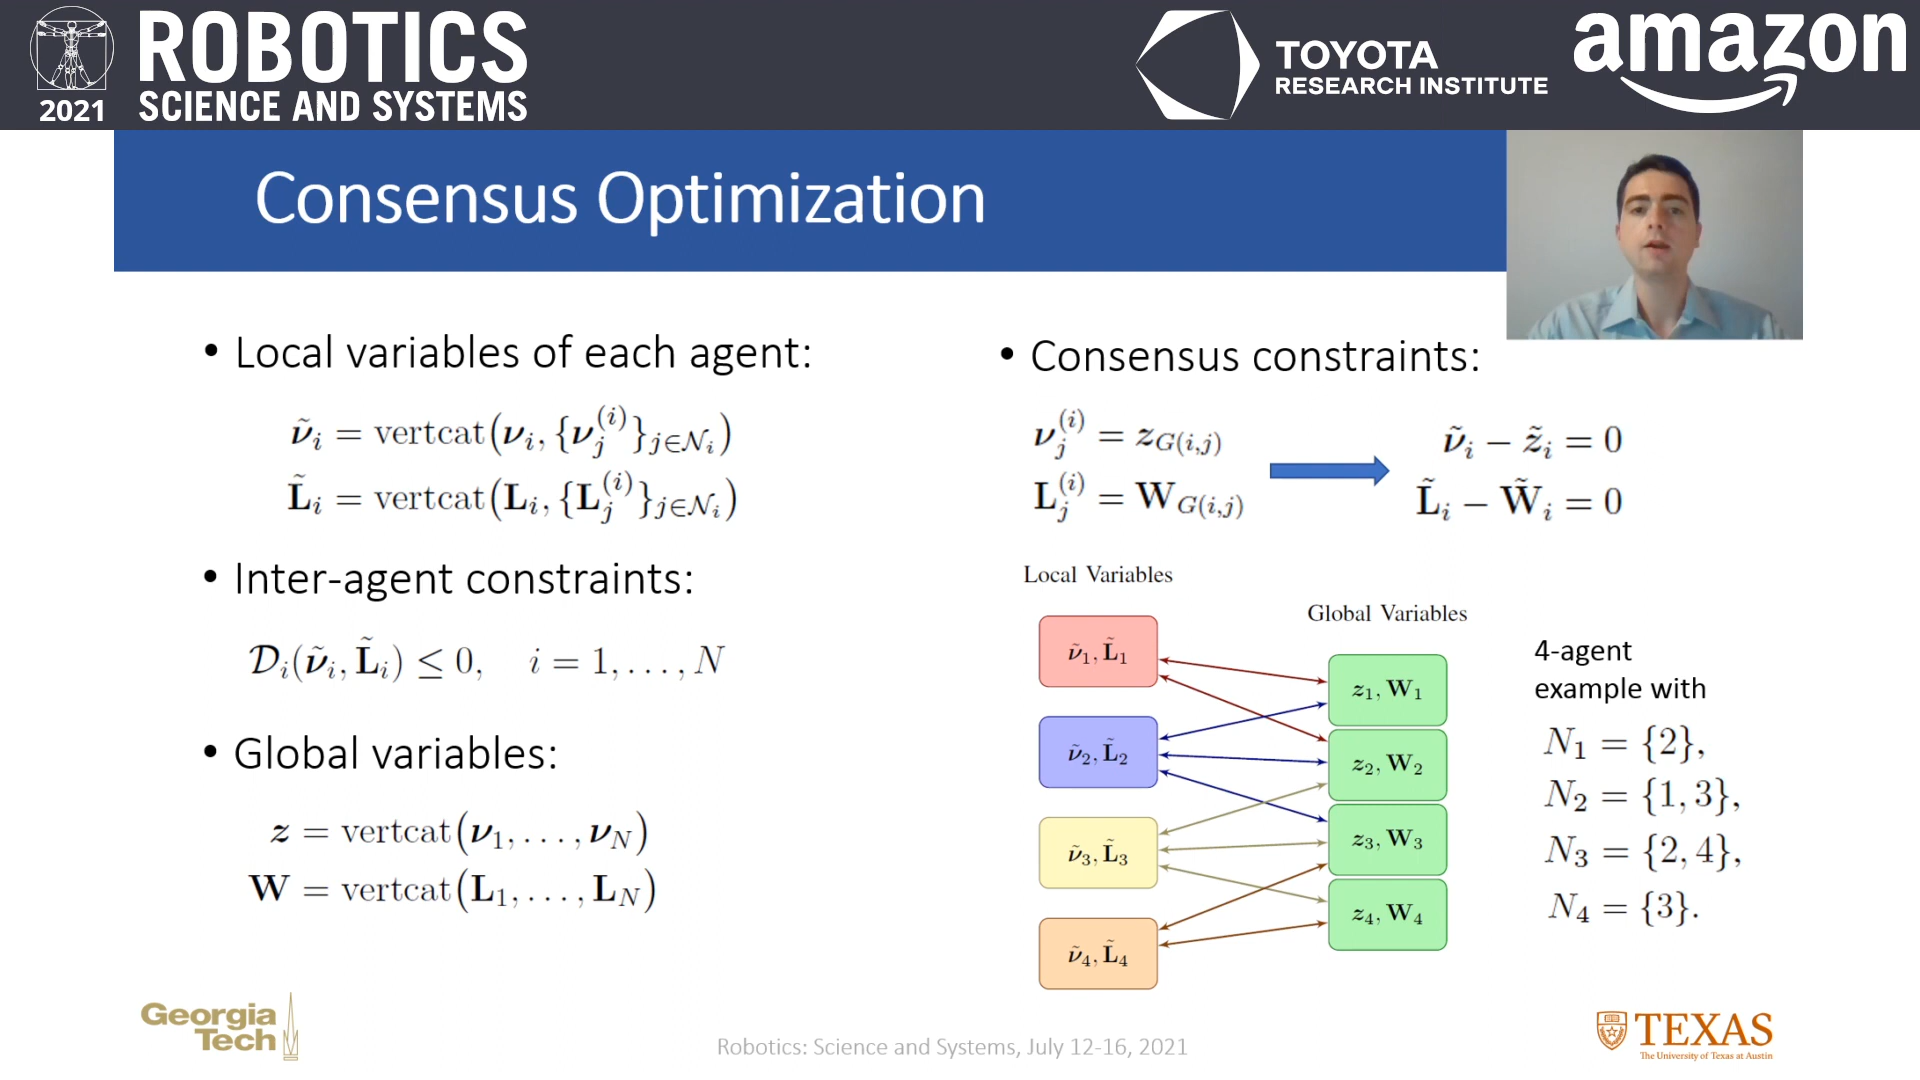 2021
ROBOTICS
SCIENCE AND SYSTEMS
TOYOTA
RESEARCH INSTITUTE
amazon
Consensus Optimization
• Local variables of each agent:
ν̃_i = vertcat(ν_i, {ν_j^{(i)}}_{j∈𝒩_i})
L̃_i = vertcat(L_i, {L_j^{(i)}}_{j∈𝒩_i})
• Inter-agent constraints:
𝒟_i(ν̃_i, L̃_i) ≤ 0, i = 1, . . . , N
• Global variables:
z = vertcat(ν_1, . . . , ν_N)
W = vertcat(L_1, . . . , L_N)
• Consensus constraints:
ν_j^{(i)} = z_{G(i,j)}
L_j^{(i)} = W_{G(i,j)}
ν̃_i − z̃_i = 0
L̃_i − W̃_i = 0
Local Variables
ν̃_1, L̃_1
ν̃_2, L̃_2
ν̃_3, L̃_3
ν̃_4, L̃_4
Global Variables
z_1, W_1
z_2, W_2
z_3, W_3
z_4, W_4
4-agent
example with
N_1 = {2},
N_2 = {1, 3},
N_3 = {2, 4},
N_4 = {3}.
Georgia
Tech
Robotics: Science and Systems, July 12-16, 2021
TEXAS
The University of Texas at Austin